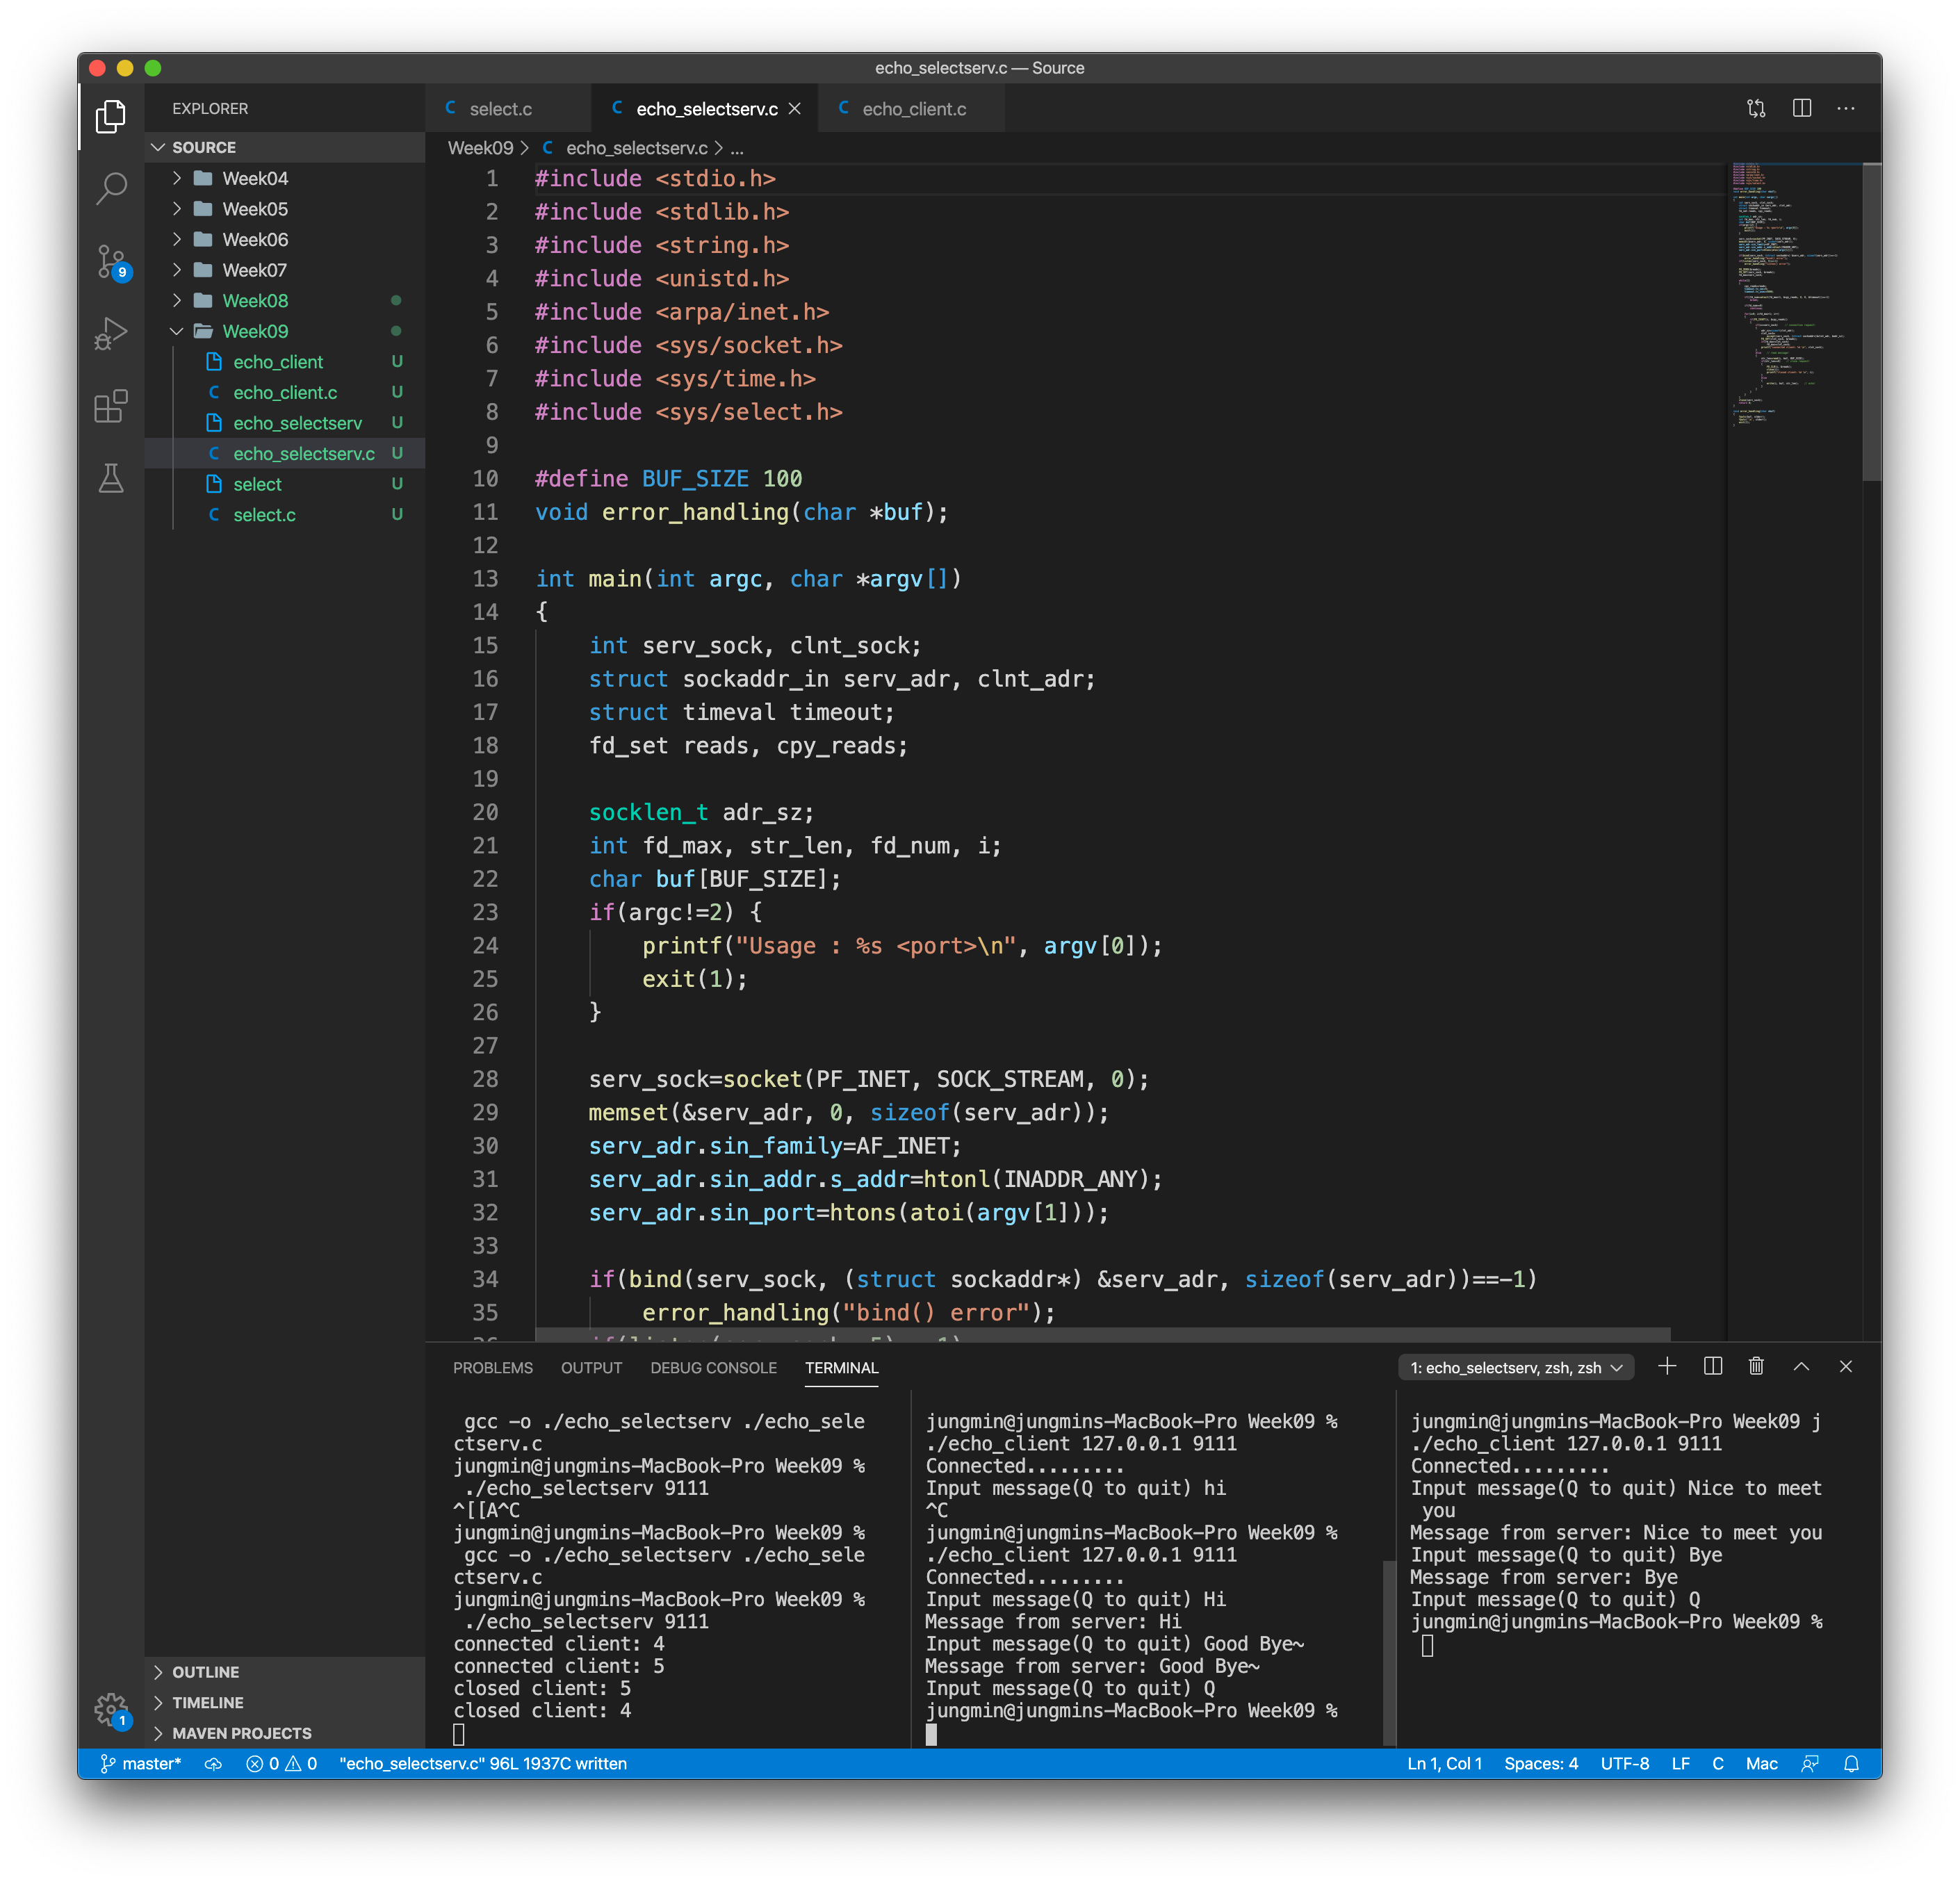 echo_selectserv.c — Source
EXPLORER
SOURCE
Week04
Week05
Week06
Week07
Week08
Week09
echo_client U
echo_client.c U
echo_selectserv U
echo_selectserv.c U
select U
select.c U
OUTLINE
TIMELINE
MAVEN PROJECTS
9
1
C select.c
C echo_selectserv.c
C echo_client.c
Week09 > C echo_selectserv.c > ...
1 #include <stdio.h>
2 #include <stdlib.h>
3 #include <string.h>
4 #include <unistd.h>
5 #include <arpa/inet.h>
6 #include <sys/socket.h>
7 #include <sys/time.h>
8 #include <sys/select.h>
9
10 #define BUF_SIZE 100
11 void error_handling(char *buf);
12
13 int main(int argc, char *argv[])
14 {
15     int serv_sock, clnt_sock;
16     struct sockaddr_in serv_adr, clnt_adr;
17     struct timeval timeout;
18     fd_set reads, cpy_reads;
19
20     socklen_t adr_sz;
21     int fd_max, str_len, fd_num, i;
22     char buf[BUF_SIZE];
23     if(argc!=2) {
24         printf("Usage : %s <port>\n", argv[0]);
25         exit(1);
26     }
27
28     serv_sock=socket(PF_INET, SOCK_STREAM, 0);
29     memset(&serv_adr, 0, sizeof(serv_adr));
30     serv_adr.sin_family=AF_INET;
31     serv_adr.sin_addr.s_addr=htonl(INADDR_ANY);
32     serv_adr.sin_port=htons(atoi(argv[1]));
33
34     if(bind(serv_sock, (struct sockaddr*) &serv_adr, sizeof(serv_adr))==-1)
35         error_handling("bind() error");
PROBLEMS OUTPUT DEBUG CONSOLE TERMINAL
1: echo_selectserv, zsh, zsh
gcc -o ./echo_selectserv ./echo_sele
ctserv.c
jungmin@jungmins-MacBook-Pro Week09 %
./echo_selectserv 9111
^[[A^C
jungmin@jungmins-MacBook-Pro Week09 %
gcc -o ./echo_selectserv ./echo_sele
ctserv.c
jungmin@jungmins-MacBook-Pro Week09 %
./echo_selectserv 9111
connected client: 4
connected client: 5
closed client: 5
closed client: 4
jungmin@jungmins-MacBook-Pro Week09 %
./echo_client 127.0.0.1 9111
Connected.........
Input message(Q to quit) hi
^C
jungmin@jungmins-MacBook-Pro Week09 %
./echo_client 127.0.0.1 9111
Connected.........
Input message(Q to quit) Hi
Message from server: Hi
Input message(Q to quit) Good Bye~
Message from server: Good Bye~
Input message(Q to quit) Q
jungmin@jungmins-MacBook-Pro Week09 %
jungmin@jungmins-MacBook-Pro Week09 j
./echo_client 127.0.0.1 9111
Connected.........
Input message(Q to quit) Nice to meet
you
Message from server: Nice to meet you
Input message(Q to quit) Bye
Message from server: Bye
Input message(Q to quit) Q
jungmin@jungmins-MacBook-Pro Week09 %
master* 0 0 "echo_selectserv.c" 96L 1937C written Ln 1, Col 1 Spaces: 4 UTF-8 LF C Mac